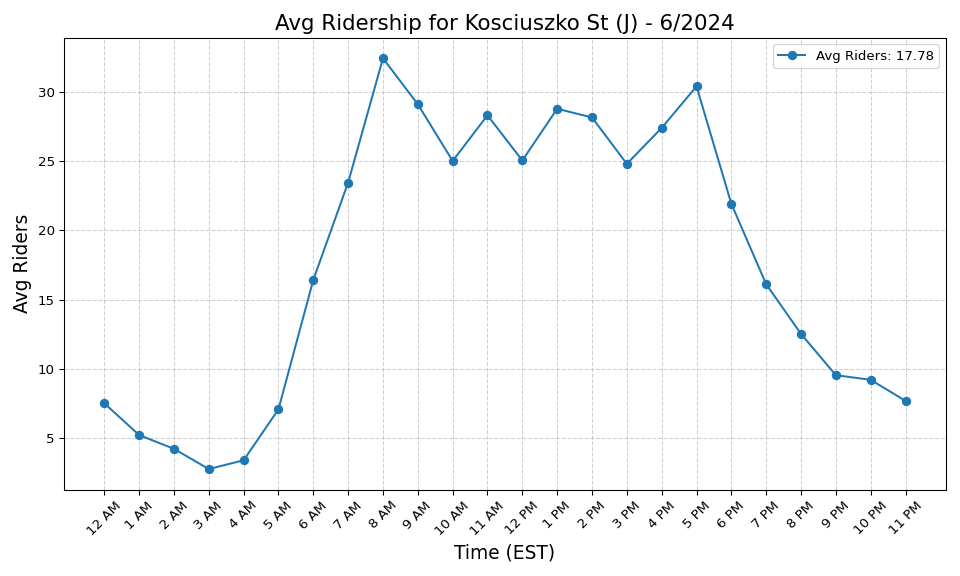 Avg Ridership for Kosciuszko St (J) - 6/2024
Avg Riders: 17.78
Avg Riders
30
25
20
15
10
5
12 AM
1 AM
2 AM
3 AM
4 AM
5 AM
6 AM
7 AM
8 AM
9 AM
10 AM
11 AM
12 PM
1 PM
2 PM
3 PM
4 PM
5 PM
6 PM
7 PM
8 PM
9 PM
10 PM
11 PM
Time (EST)